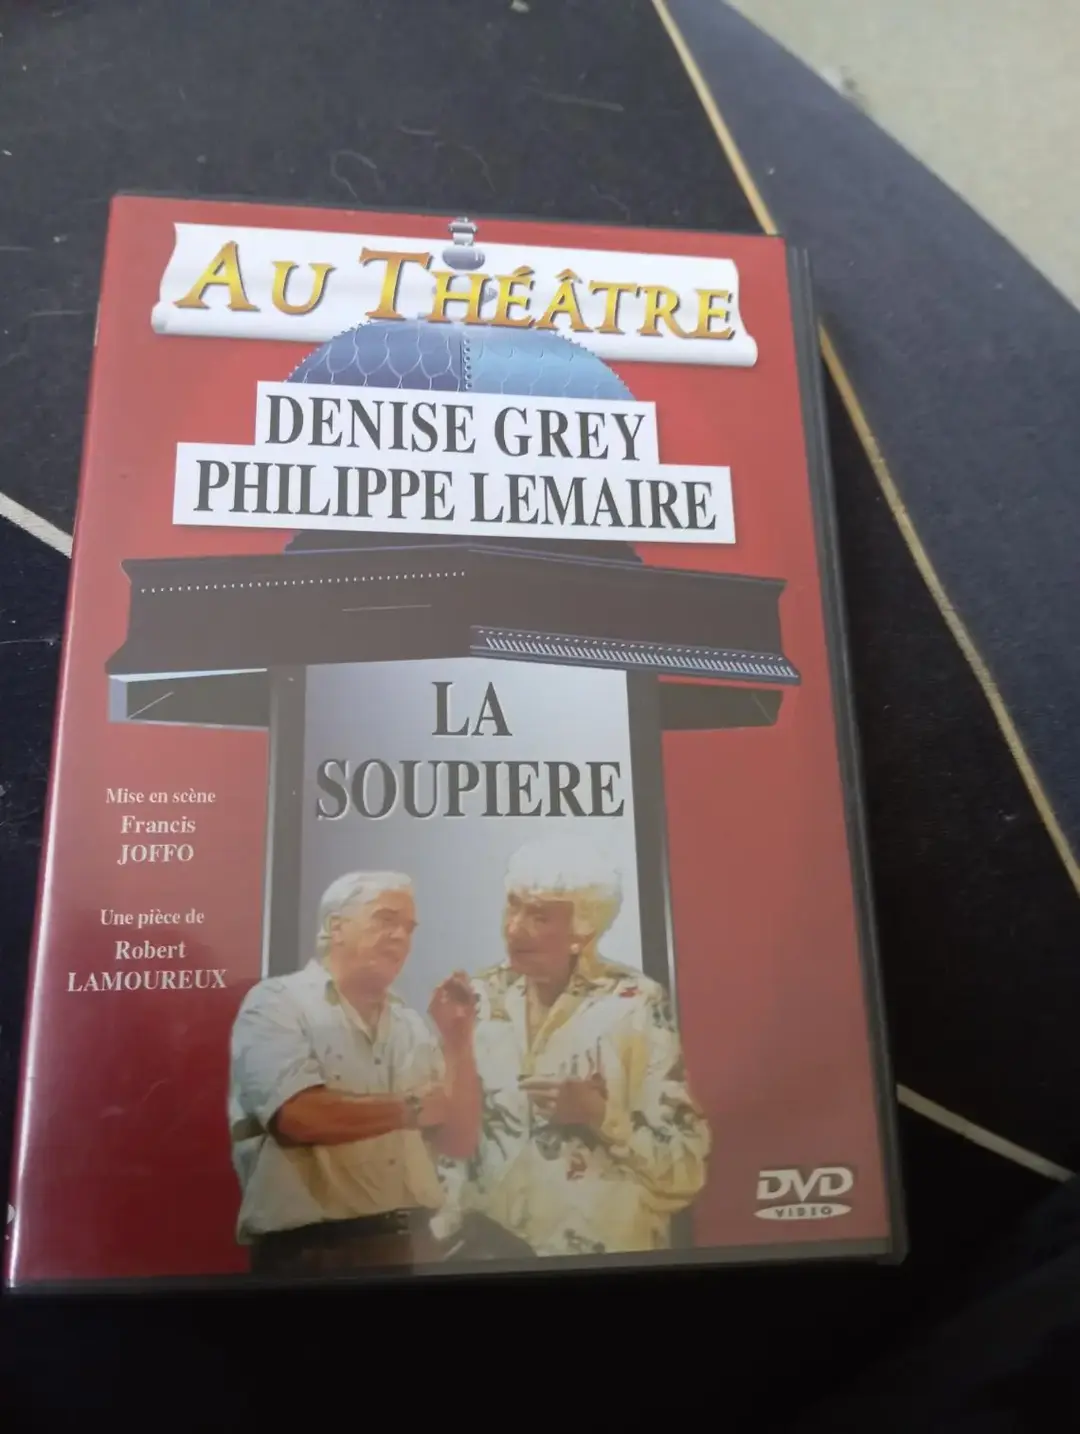 AU THÉÂTRE
DENISE GREY
PHILIPPE LEMAIRE
LA
SOUPIERE
Mise en scène
Francis
JOFFO
Une pièce de
Robert
LAMOUREUX
DVD
VIDEO